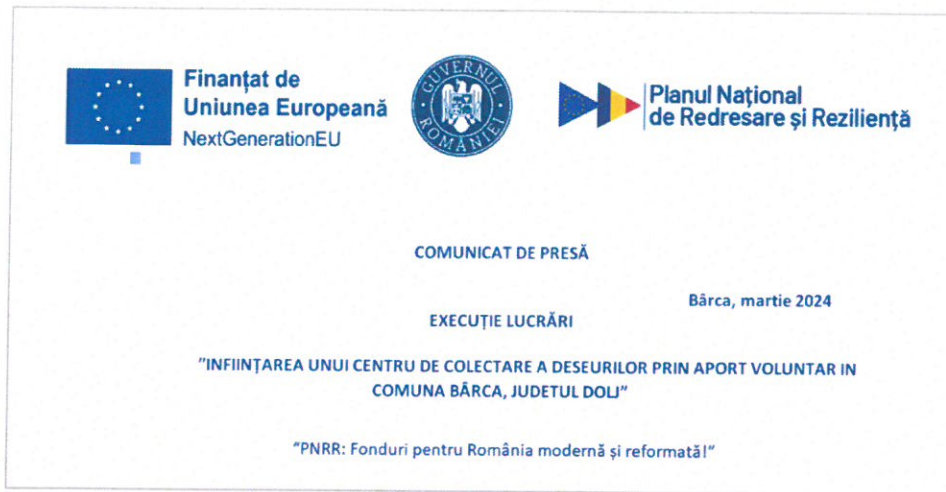 Finanțat de
Uniunea Europeană
NextGenerationEU
GUVERNUL ROMÂNIEI
Planul Național
de Redresare și Reziliență
COMUNICAT DE PRESĂ
Bârca, martie 2024
EXECUȚIE LUCRĂRI
"INFIINȚAREA UNUI CENTRU DE COLECTARE A DESEURILOR PRIN APORT VOLUNTAR IN
COMUNA BÂRCA, JUDETUL DOLJ"
"PNRR: Fonduri pentru România modernă și reformată!"